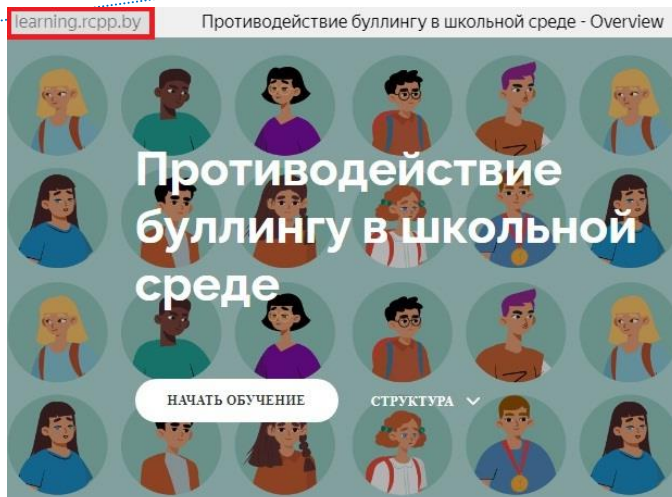 learning.rcpp.by Противодействие буллингу в школьной среде - Overview
Противодействие
буллингу в школьной
среде
НАЧАТЬ ОБУЧЕНИЕ СТРУКТУРА